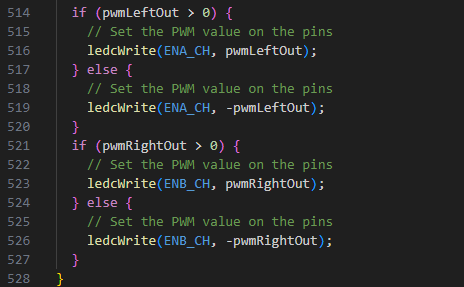 514 if (pwmLeftOut > 0) {
515 // Set the PWM value on the pins
516 ledcWrite(ENA_CH, pwmLeftOut);
517 } else {
518 // Set the PWM value on the pins
519 ledcWrite(ENA_CH, -pwmLeftOut);
520 }
521 if (pwmRightOut > 0) {
522 // Set the PWM value on the pins
523 ledcWrite(ENB_CH, pwmRightOut);
524 } else {
525 // Set the PWM value on the pins
526 ledcWrite(ENB_CH, -pwmRightOut);
527 }
528 }